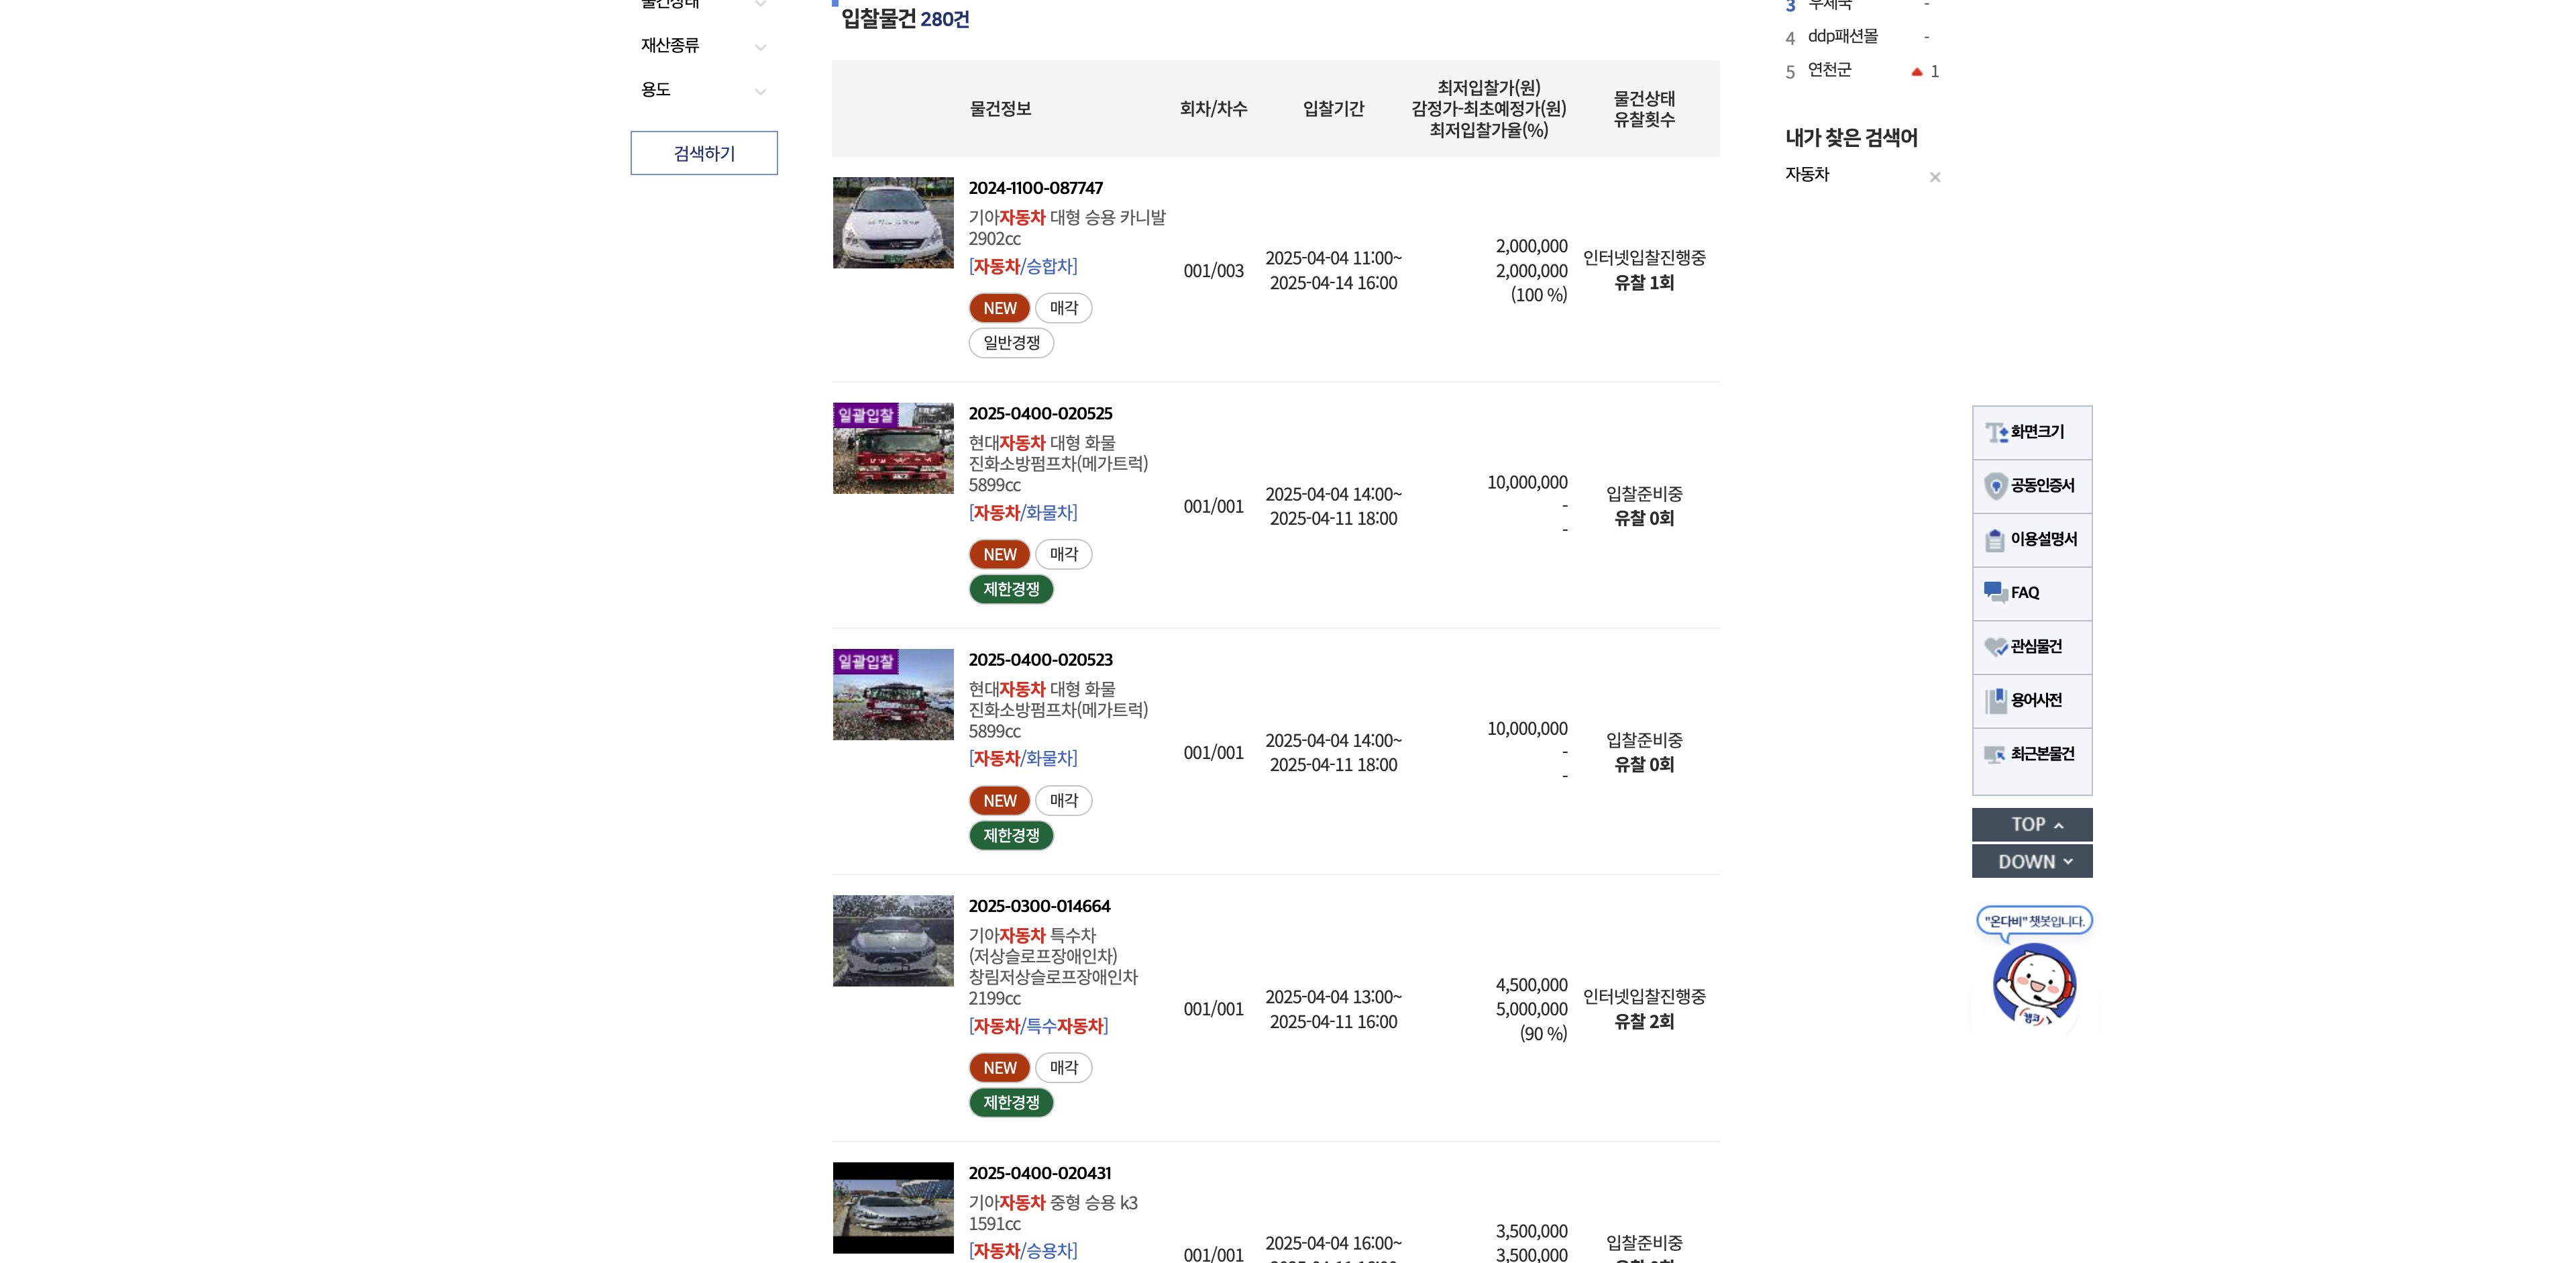 물건상태
재산종류
용도
검색하기
입찰물건 280건
물건정보
회차/차수
입찰기간
최저입찰가(원)
감정가-최초예정가(원)
최저입찰가율(%)
물건상태
유찰횟수
2024-1100-087747
기아자동차 대형 승용 카니발
2902cc
[자동차/승합차]
NEW 매각
일반경쟁
001/003
2025-04-04 11:00~
2025-04-14 16:00
2,000,000
2,000,000
(100 %)
인터넷입찰진행중
유찰 1회
일괄입찰
2025-0400-020525
현대자동차 대형 화물
진화소방펌프차(메가트럭)
5899cc
[자동차/화물차]
NEW 매각
제한경쟁
001/001
2025-04-04 14:00~
2025-04-11 18:00
10,000,000
-
-
입찰준비중
유찰 0회
일괄입찰
2025-0400-020523
현대자동차 대형 화물
진화소방펌프차(메가트럭)
5899cc
[자동차/화물차]
NEW 매각
제한경쟁
001/001
2025-04-04 14:00~
2025-04-11 18:00
10,000,000
-
-
입찰준비중
유찰 0회
2025-0300-014664
기아자동차 특수차
(저상슬로프장애인차)
창림저상슬로프장애인차
2199cc
[자동차/특수자동차]
NEW 매각
제한경쟁
001/001
2025-04-04 13:00~
2025-04-11 16:00
4,500,000
5,000,000
(90 %)
인터넷입찰진행중
유찰 2회
2025-0400-020431
기아자동차 중형 승용 k3
1591cc
[자동차/승용차]
001/001
2025-04-04 16:00~
3,500,000
3,500,000
입찰준비중
3 우체국 -
4 ddp패션몰 -
5 연천군 ▲ 1
내가 찾은 검색어
자동차 ×
화면크기
공동인증서
이용설명서
FAQ
관심물건
용어사전
최근본물건
TOP
DOWN
"온다비" 챗봇입니다.
캠코